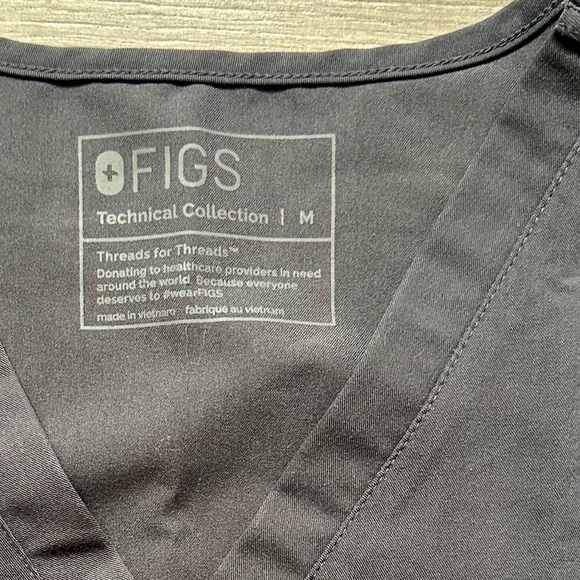 FIGS
Technical Collection | M
Threads for Threads™
Donating to healthcare providers in need
around the world. Because everyone
deserves to #wearFIGS
made in vietnam fabriqué au vietnam